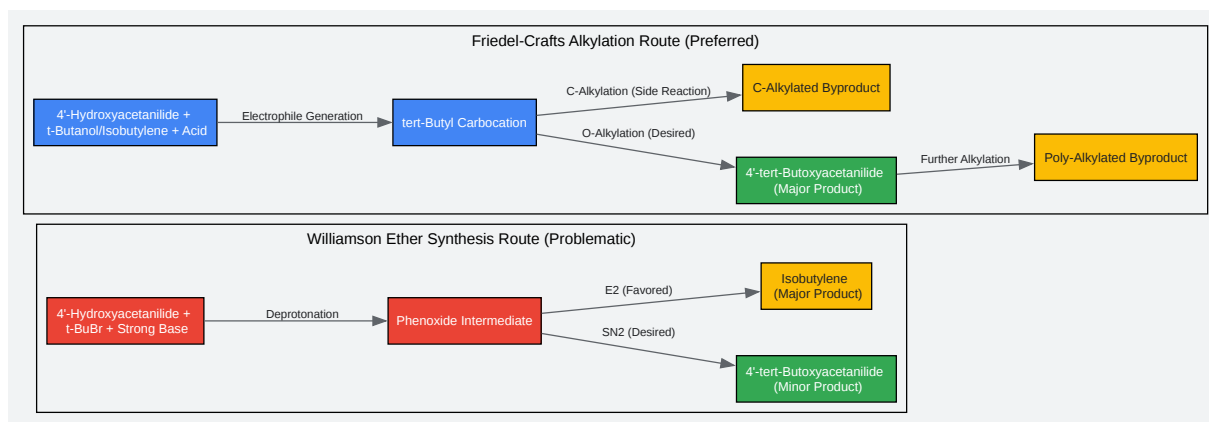 Friedel-Crafts Alkylation Route (Preferred)
4'-Hydroxyacetanilide +
t-Butanol/Isobutylene + Acid
Electrophile Generation
tert-Butyl Carbocation
C-Alkylation (Side Reaction)
C-Alkylated Byproduct
O-Alkylation (Desired)
4'-tert-Butoxyacetanilide
(Major Product)
Further Alkylation
Poly-Alkylated Byproduct
Williamson Ether Synthesis Route (Problematic)
4'-Hydroxyacetanilide +
t-BuBr + Strong Base
Deprotonation
Phenoxide Intermediate
E2 (Favored)
Isobutylene
(Major Product)
SN2 (Desired)
4'-tert-Butoxyacetanilide
(Minor Product)